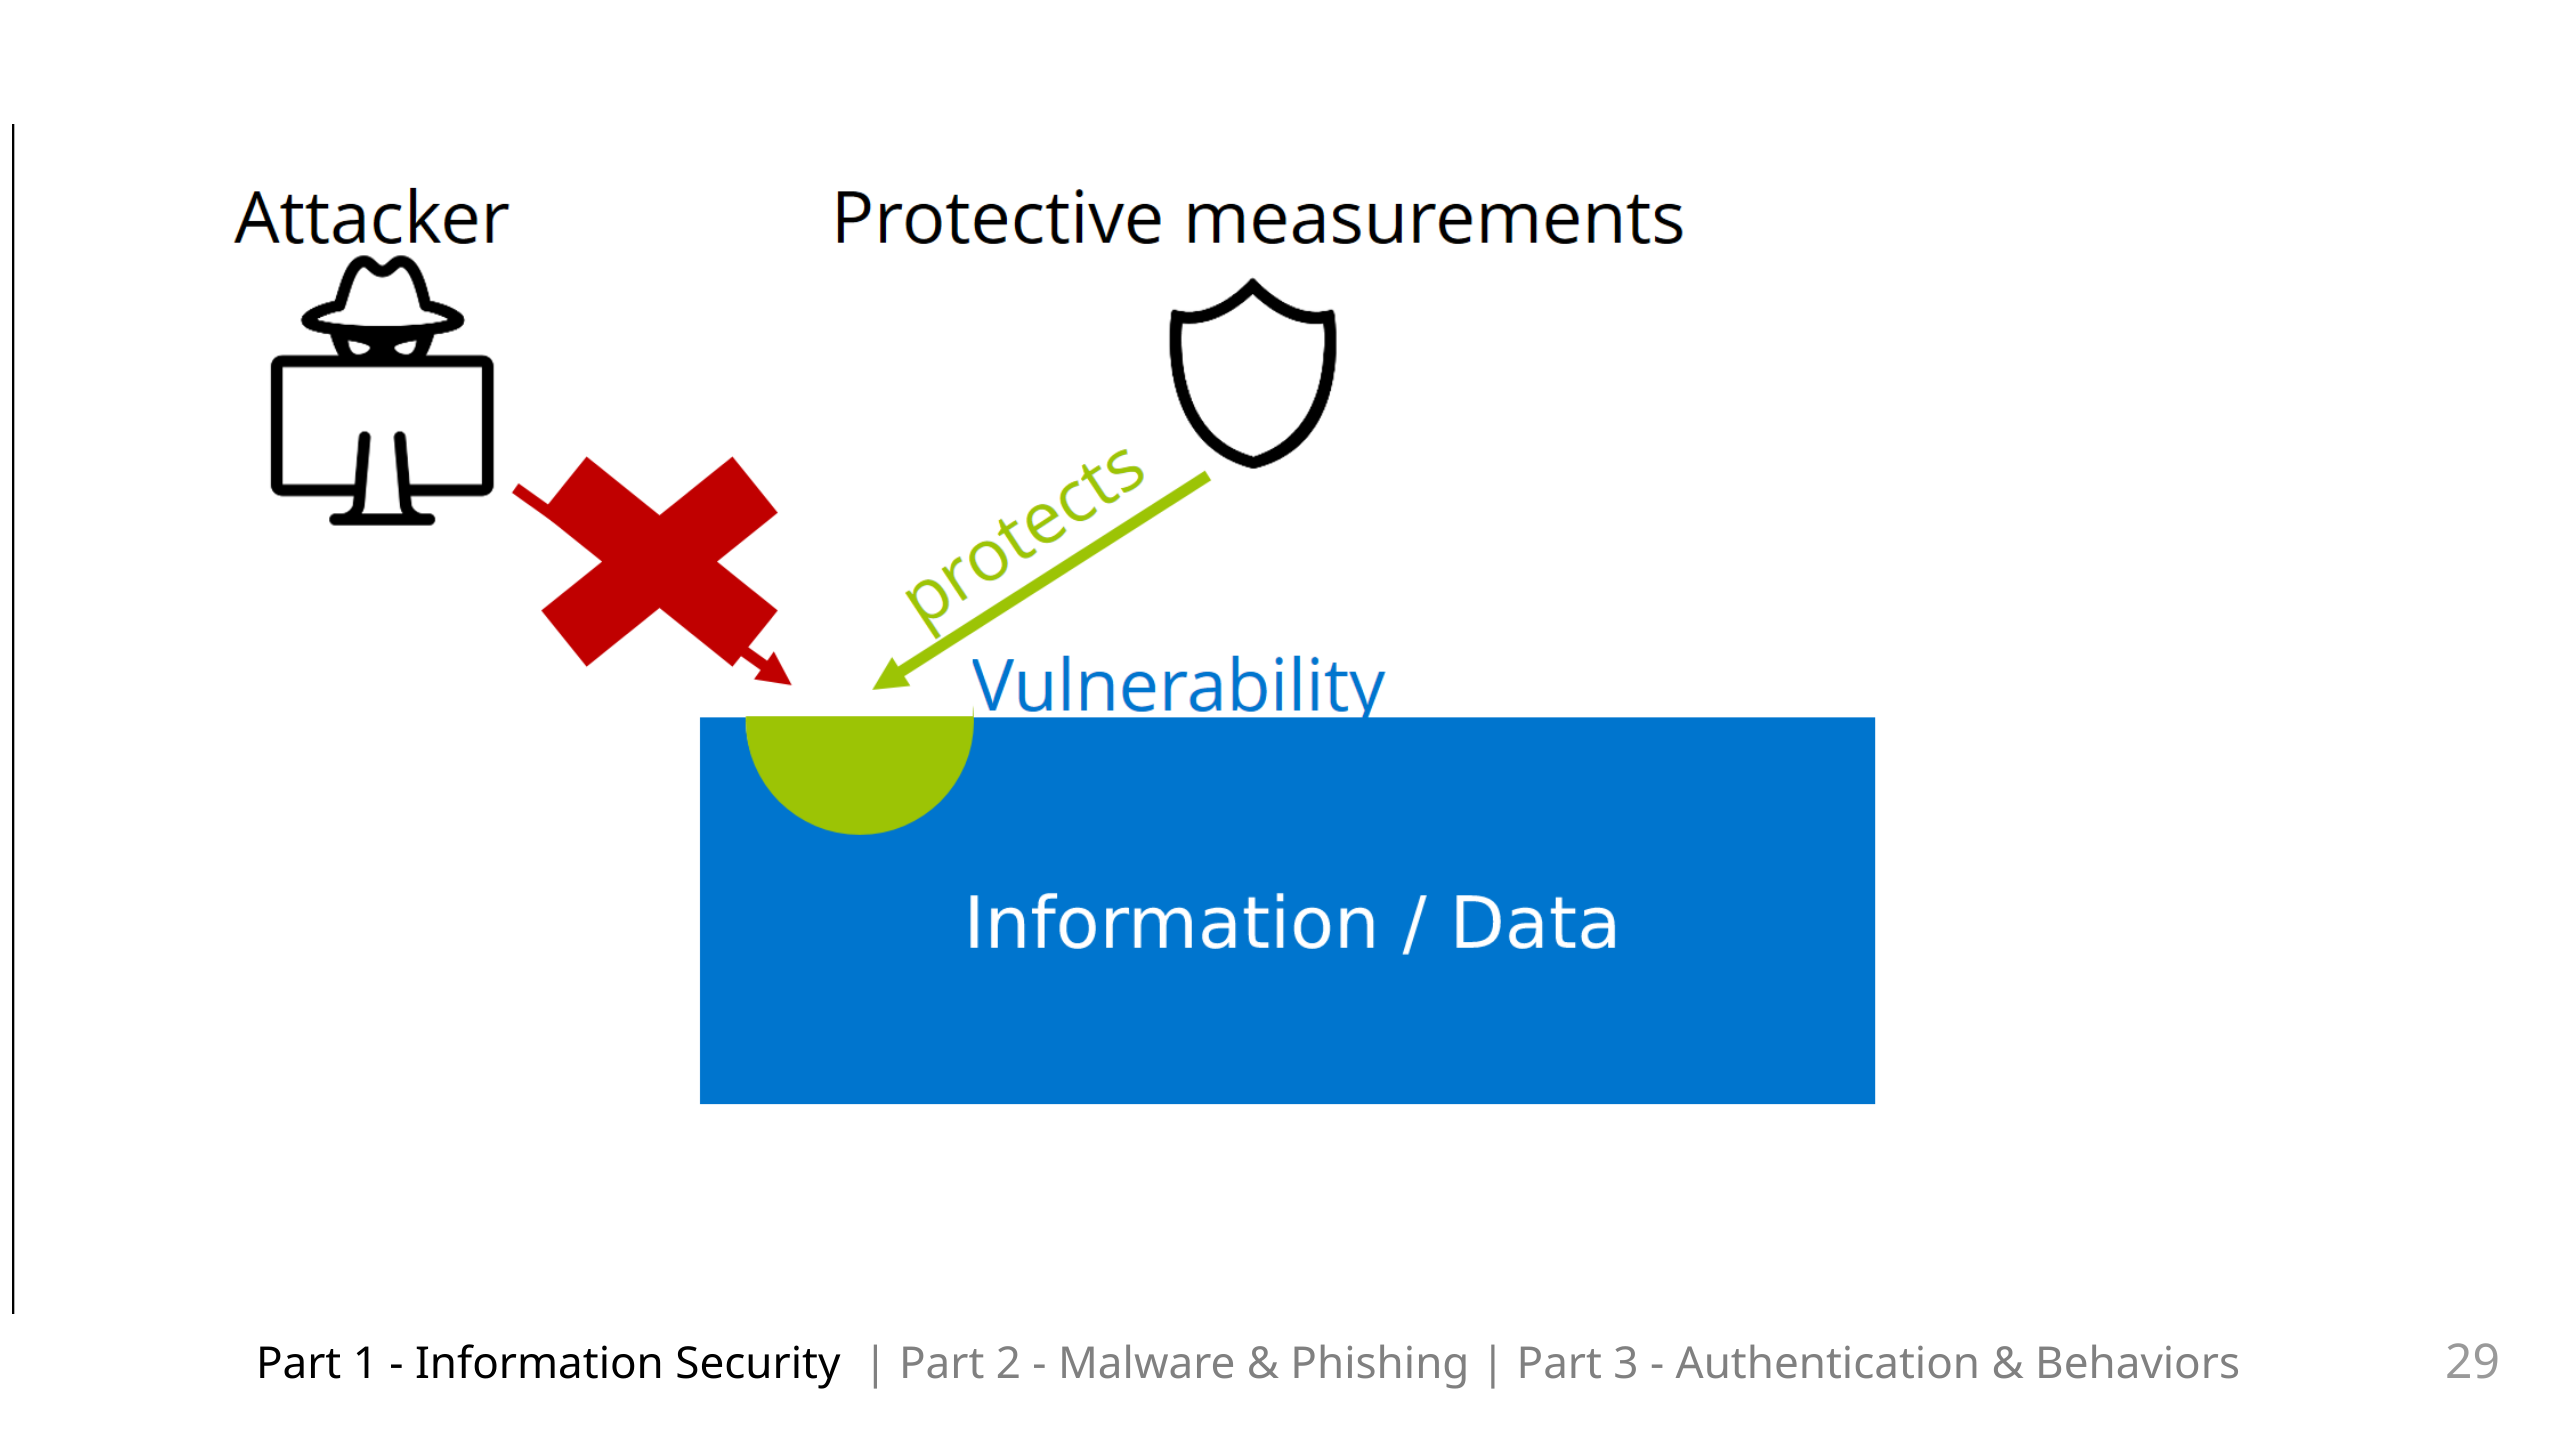 Attacker
Protective measurements
protects
Vulnerability
Information / Data
Part 1 - Information Security | Part 2 - Malware & Phishing | Part 3 - Authentication & Behaviors
29